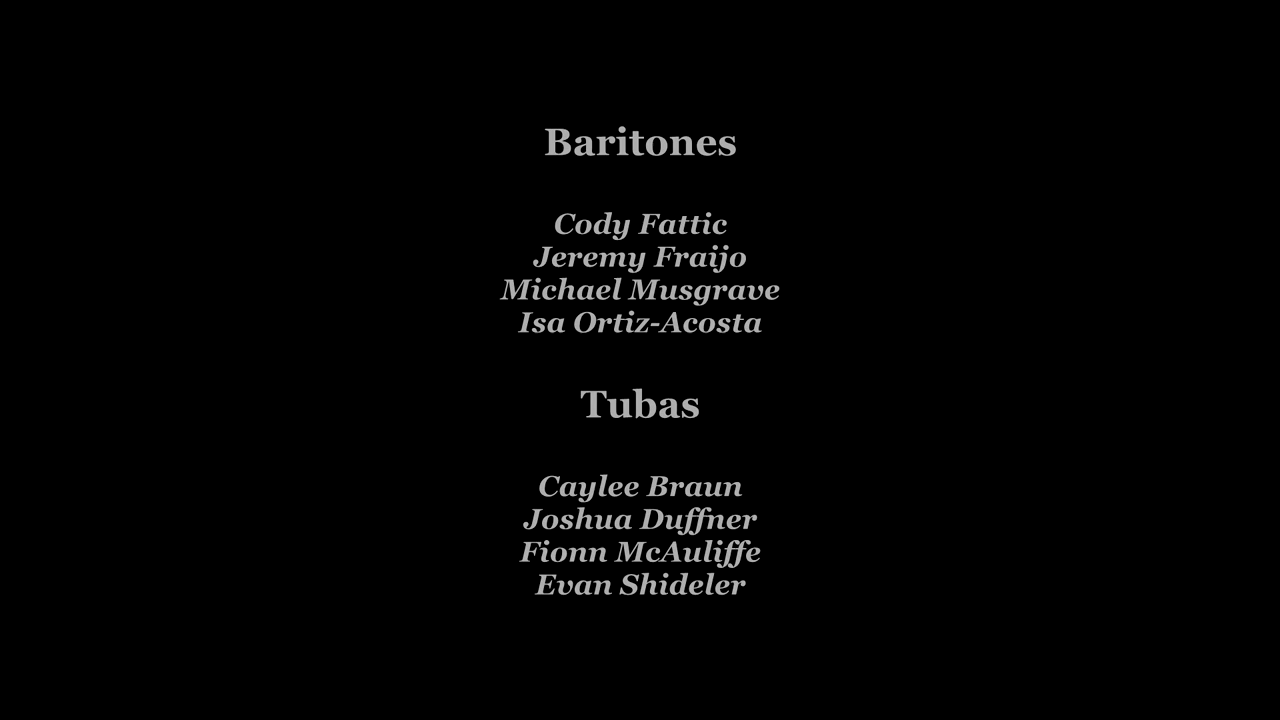 Baritones
Cody Fattic
Jeremy Fraijo
Michael Musgrave
Isa Ortiz-Acosta
Tubas
Caylee Braun
Joshua Duffner
Fionn McAuliffe
Evan Shideler